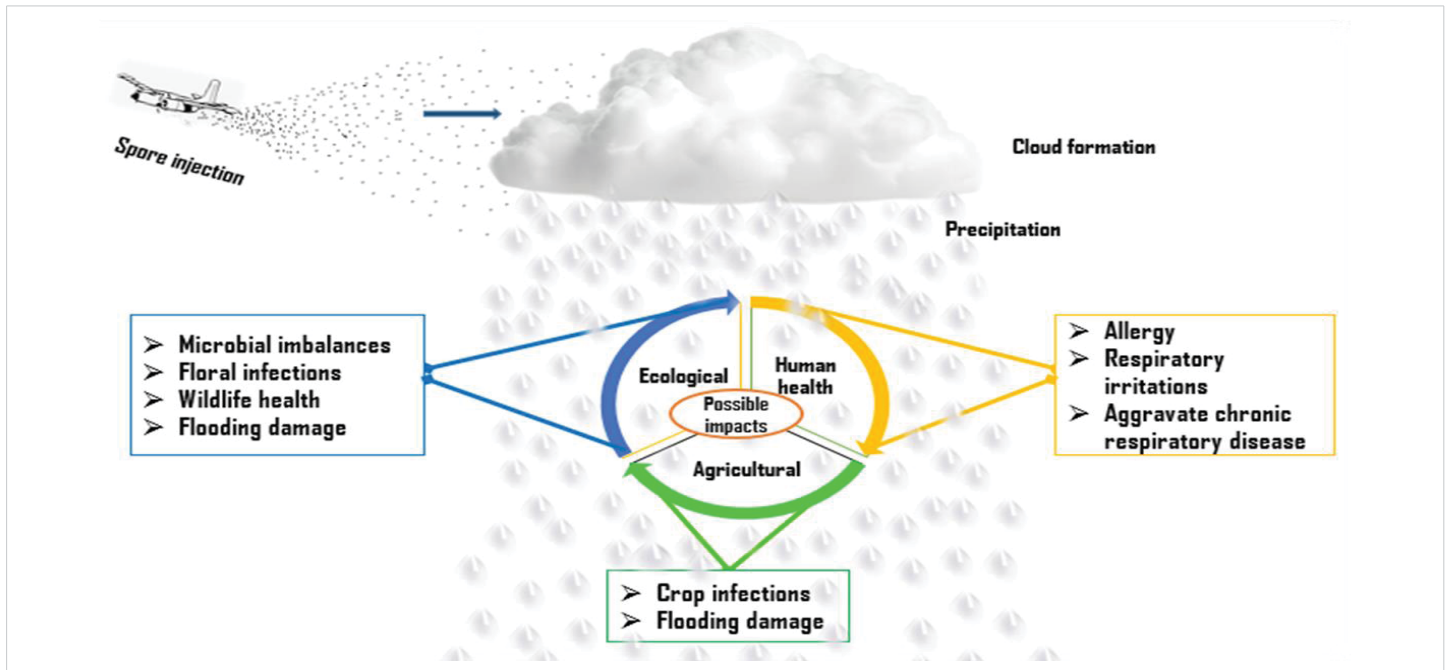 Spore injection
Cloud formation
Precipitation
➢ Microbial imbalances
➢ Floral infections
➢ Wildlife health
➢ Flooding damage
Ecological
Human
health
Possible
impacts
Agricultural
➢ Allergy
➢ Respiratory
irritations
➢ Aggravate chronic
respiratory disease
➢ Crop infections
➢ Flooding damage